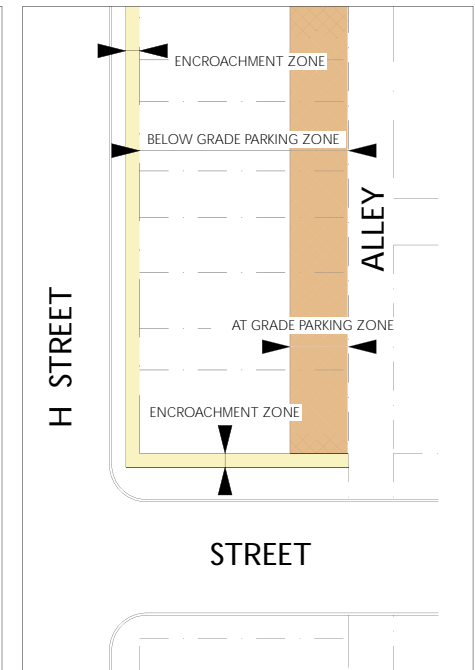 ENCROACHMENT ZONE
BELOW GRADE PARKING ZONE
ALLEY
H STREET
AT GRADE PARKING ZONE
ENCROACHMENT ZONE
STREET